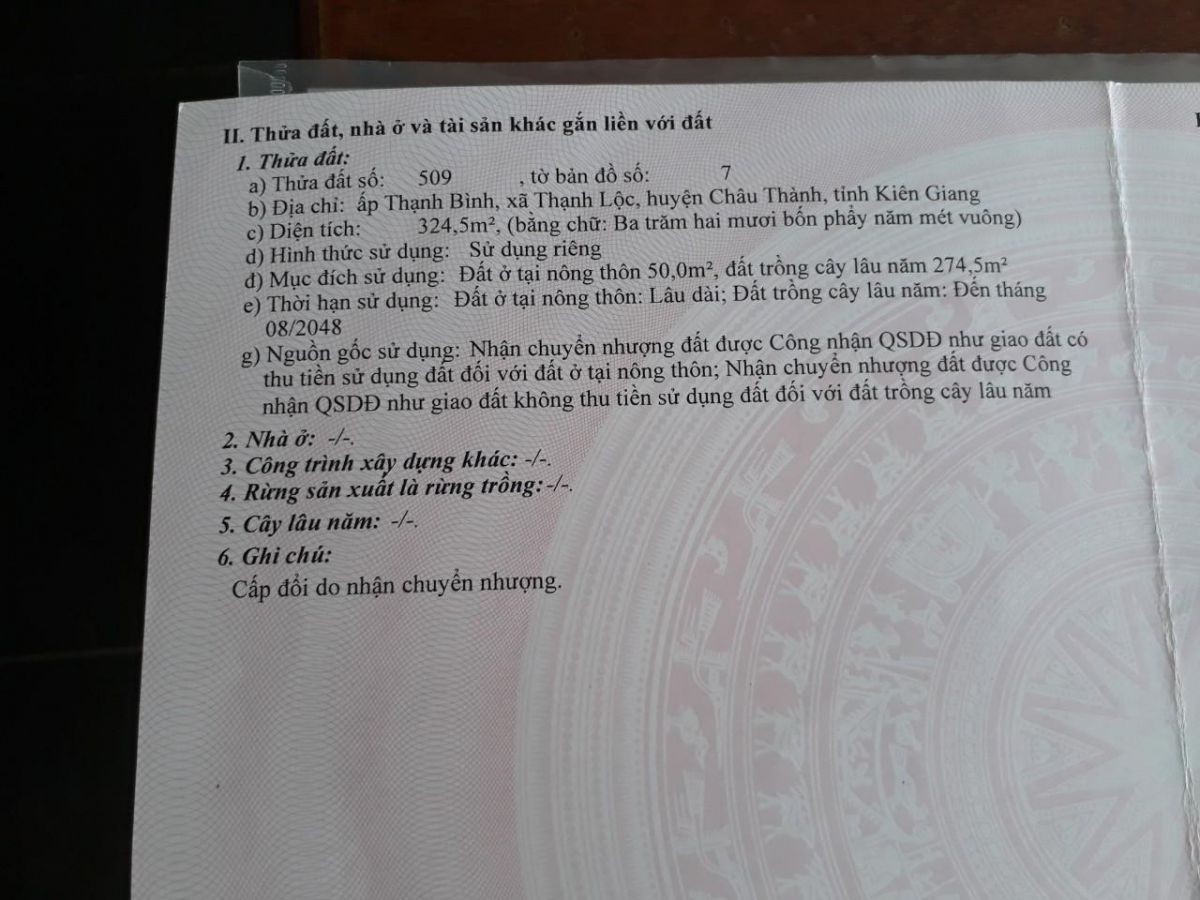 II. Thửa đất, nhà ở và tài sản khác gắn liền với đất
1. Thửa đất:
a) Thửa đất số: 509 , tờ bản đồ số: 7
b) Địa chỉ: ấp Thạnh Bình, xã Thạnh Lộc, huyện Châu Thành, tỉnh Kiên Giang
c) Diện tích: 324,5m², (bằng chữ: Ba trăm hai mươi bốn phẩy năm mét vuông)
d) Hình thức sử dụng: Sử dụng riêng
đ) Mục đích sử dụng: Đất ở tại nông thôn 50,0m², đất trồng cây lâu năm 274,5m²
e) Thời hạn sử dụng: Đất ở tại nông thôn: Lâu dài; Đất trồng cây lâu năm: Đến tháng
08/2048
g) Nguồn gốc sử dụng: Nhận chuyển nhượng đất được Công nhận QSDĐ như giao đất có
thu tiền sử dụng đất đối với đất ở tại nông thôn; Nhận chuyển nhượng đất được Công
nhận QSDĐ như giao đất không thu tiền sử dụng đất đối với đất trồng cây lâu năm
2. Nhà ở: -/-.
3. Công trình xây dựng khác: -/-.
4. Rừng sản xuất là rừng trồng: -/-.
5. Cây lâu năm: -/-.
6. Ghi chú:
Cấp đổi do nhận chuyển nhượng.